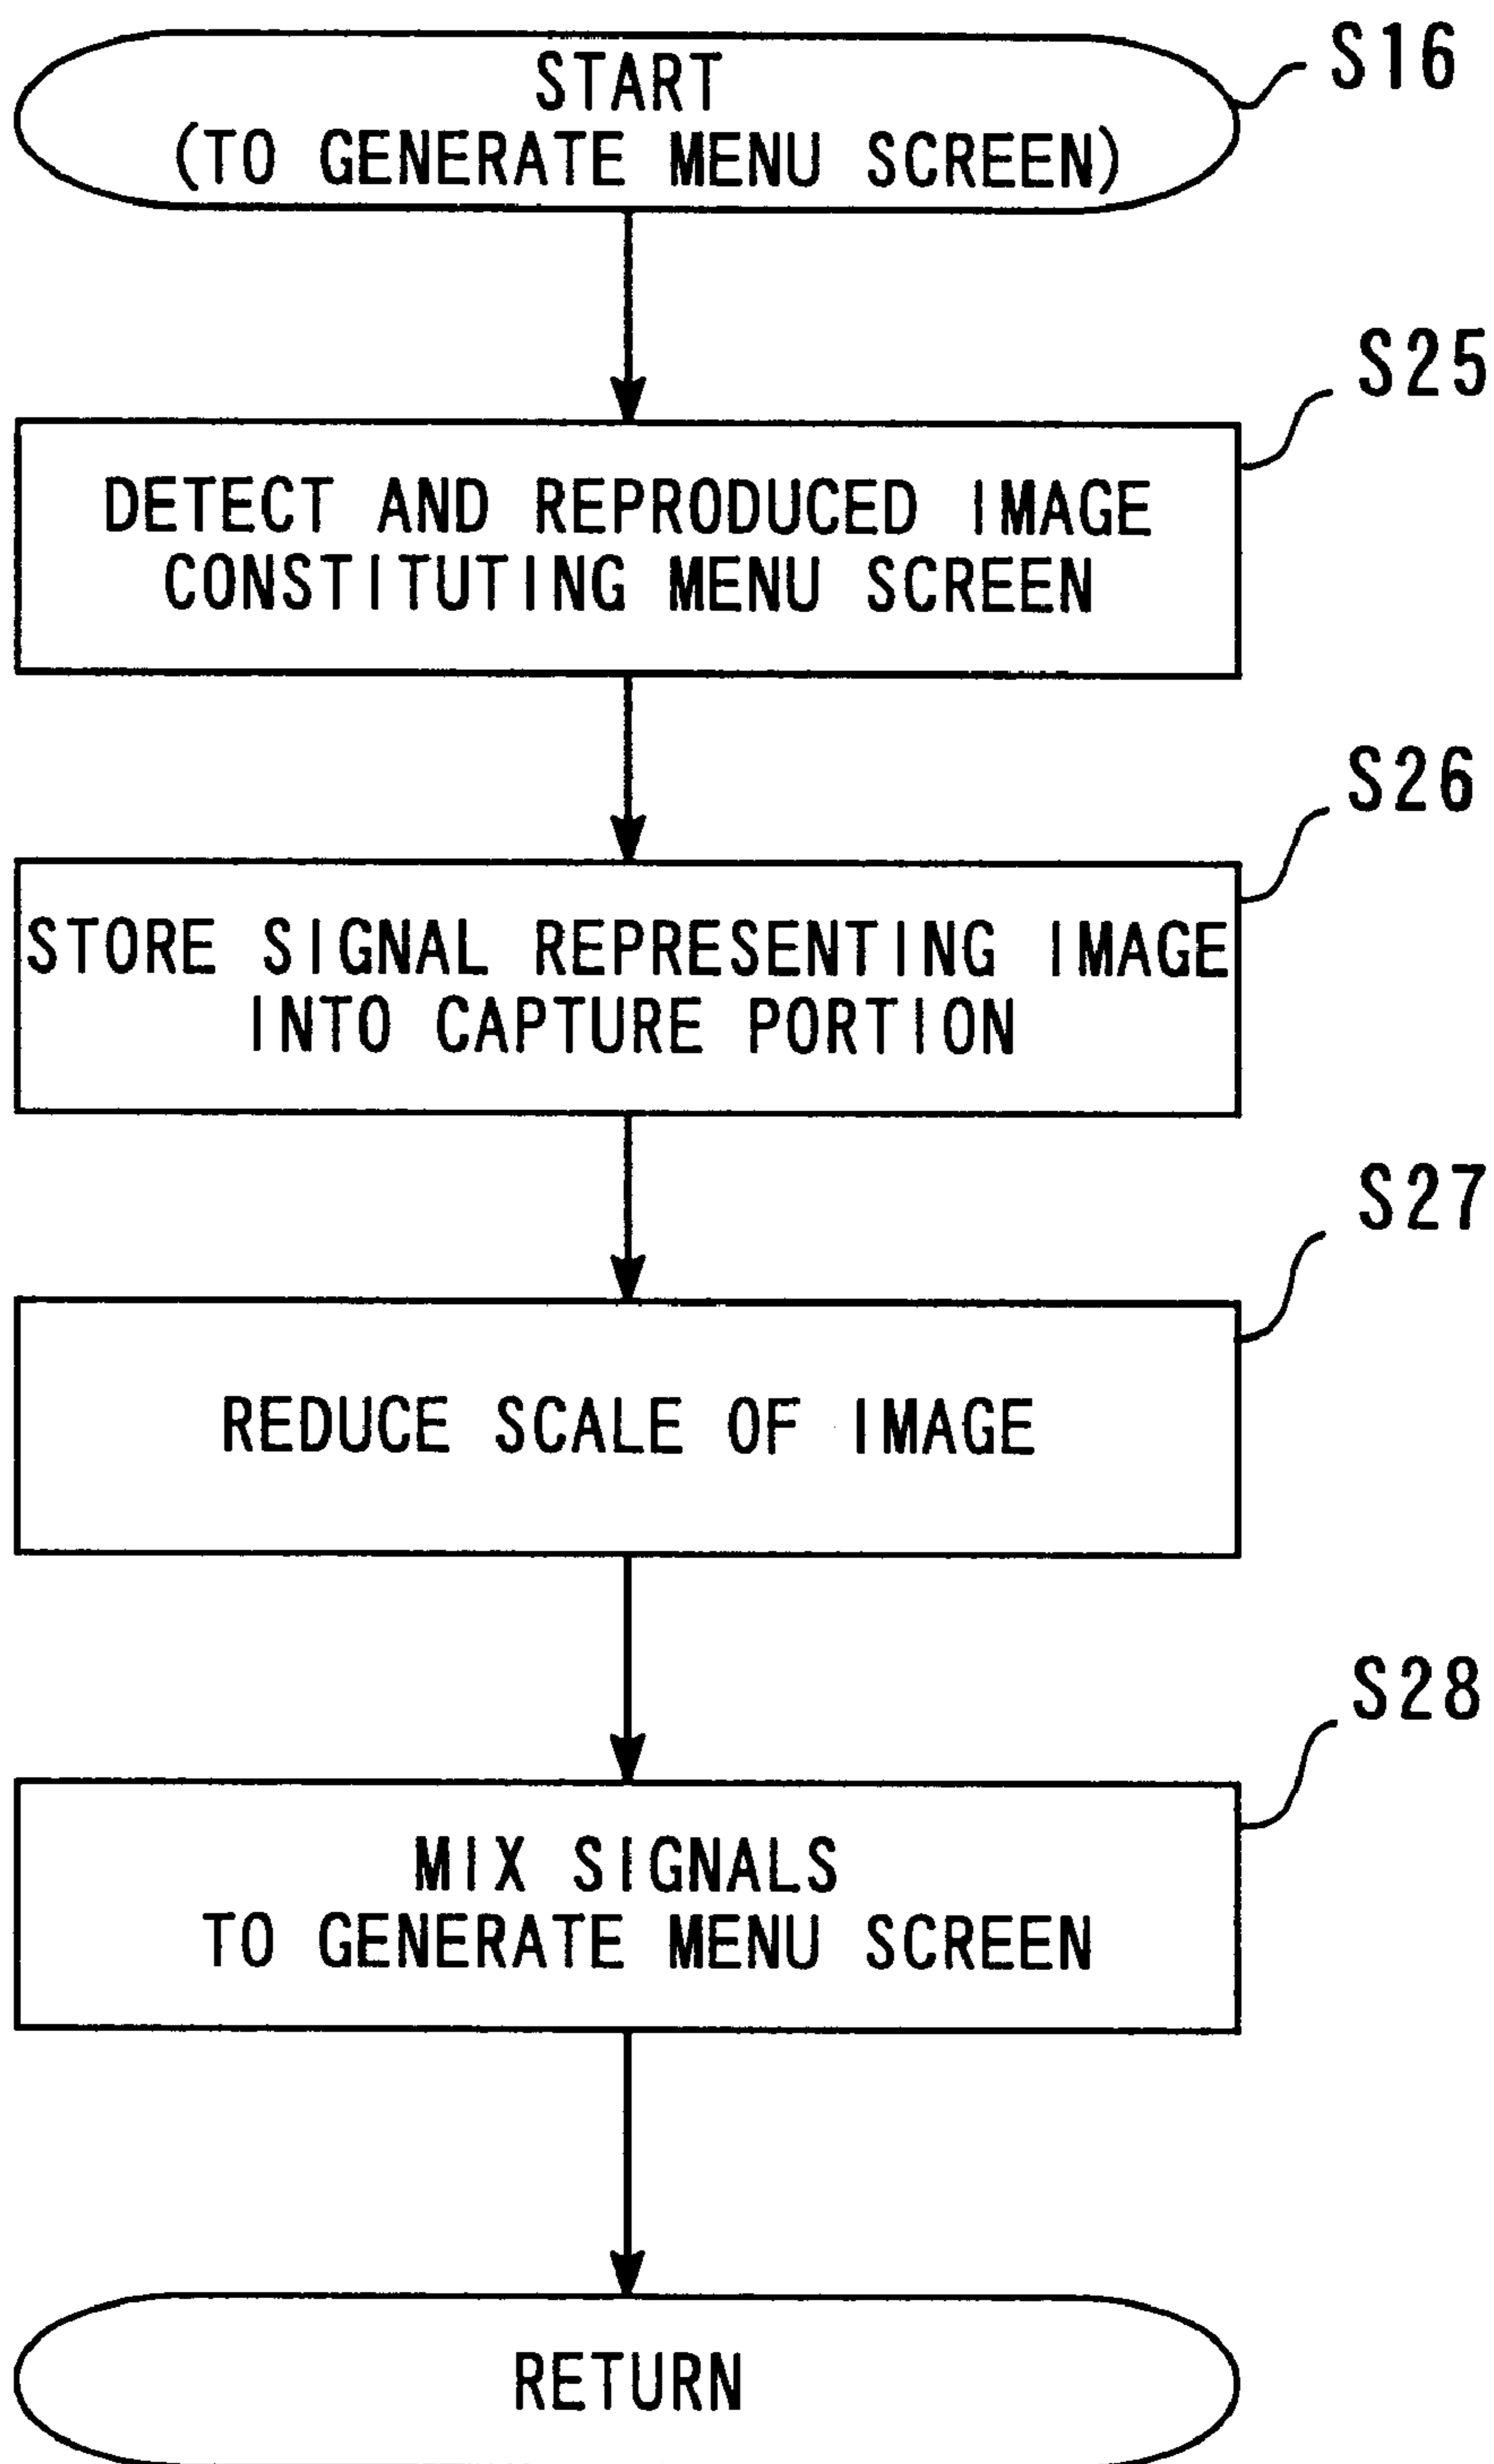 START
(TO GENERATE MENU SCREEN)
S16
S25
DETECT AND REPRODUCED IMAGE
CONSTITUTING MENU SCREEN
S26
STORE SIGNAL REPRESENTING IMAGE
INTO CAPTURE PORTION
S27
REDUCE SCALE OF IMAGE
S28
MIX SIGNALS
TO GENERATE MENU SCREEN
RETURN